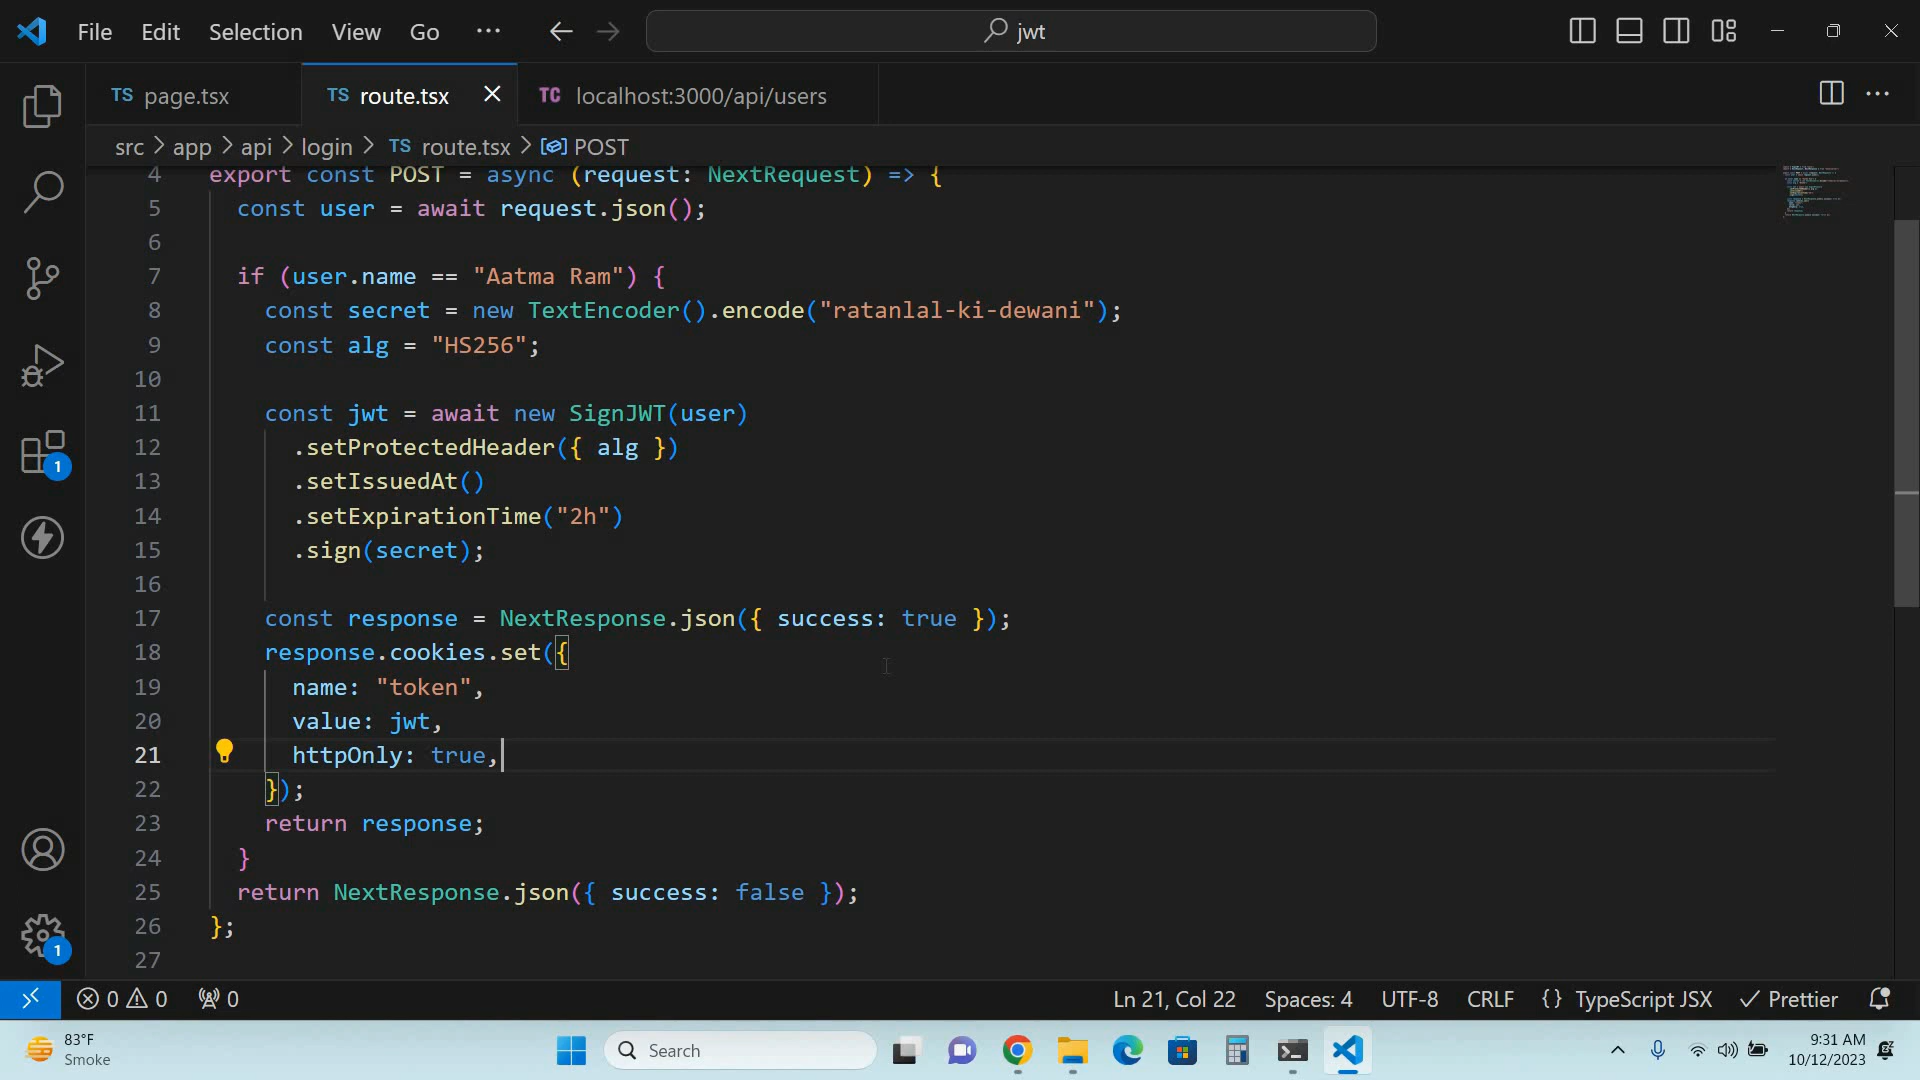 File Edit Selection View Go ··· jwt
TS page.tsx TS route.tsx TC localhost:3000/api/users
src > app > api > login > TS route.tsx > POST
4 export const POST = async (request: NextRequest) => {
5 const user = await request.json();
6
7 if (user.name == "Aatma Ram") {
8 const secret = new TextEncoder().encode("ratanlal-ki-dewani");
9 const alg = "HS256";
10
11 const jwt = await new SignJWT(user)
12 .setProtectedHeader({ alg })
13 .setIssuedAt()
14 .setExpirationTime("2h")
15 .sign(secret);
16
17 const response = NextResponse.json({ success: true });
18 response.cookies.set({
19 name: "token",
20 value: jwt,
21 httpOnly: true,
22 });
23 return response;
24 }
25 return NextResponse.json({ success: false });
26 };
27
1
1
0 0 0 Ln 21, Col 22 Spaces: 4 UTF-8 CRLF {} TypeScript JSX Prettier
83°F
Smoke
Search
9:31 AM
10/12/2023